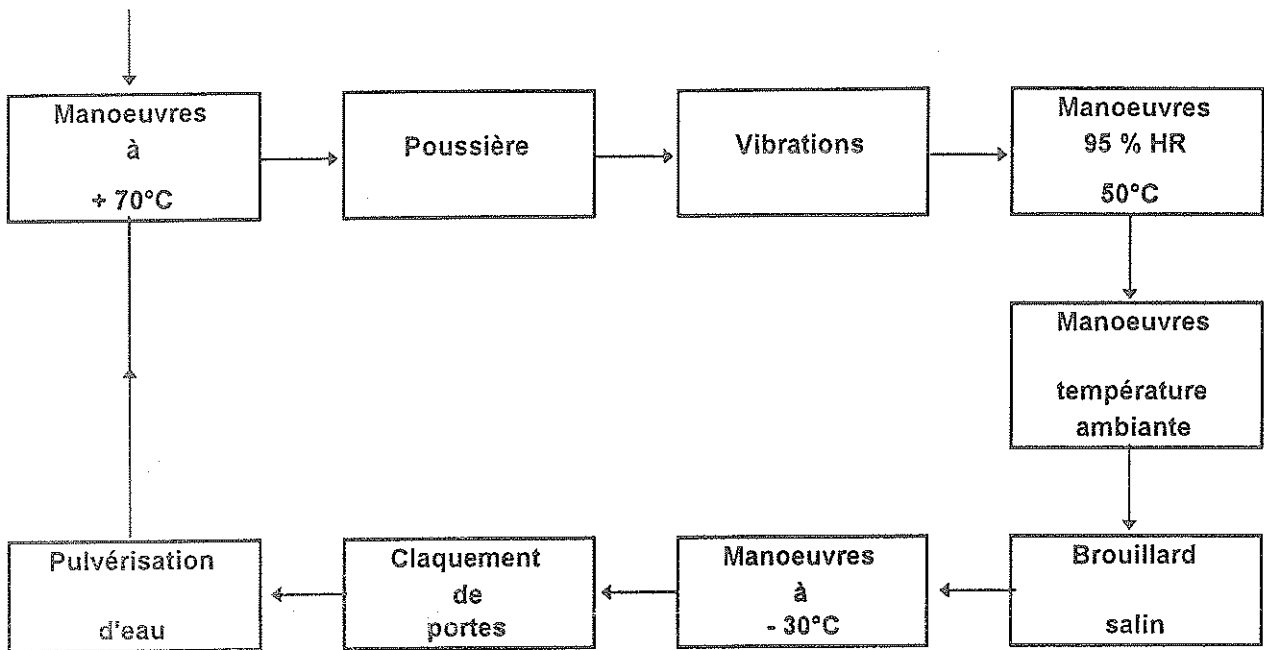 Manoeuvres
à
+ 70°C
Poussière
Vibrations
Manoeuvres
95 % HR
50°C
Manoeuvres
température
ambiante
Brouillard
salin
Manoeuvres
à
- 30°C
Claquement
de
portes
Pulvérisation
d'eau